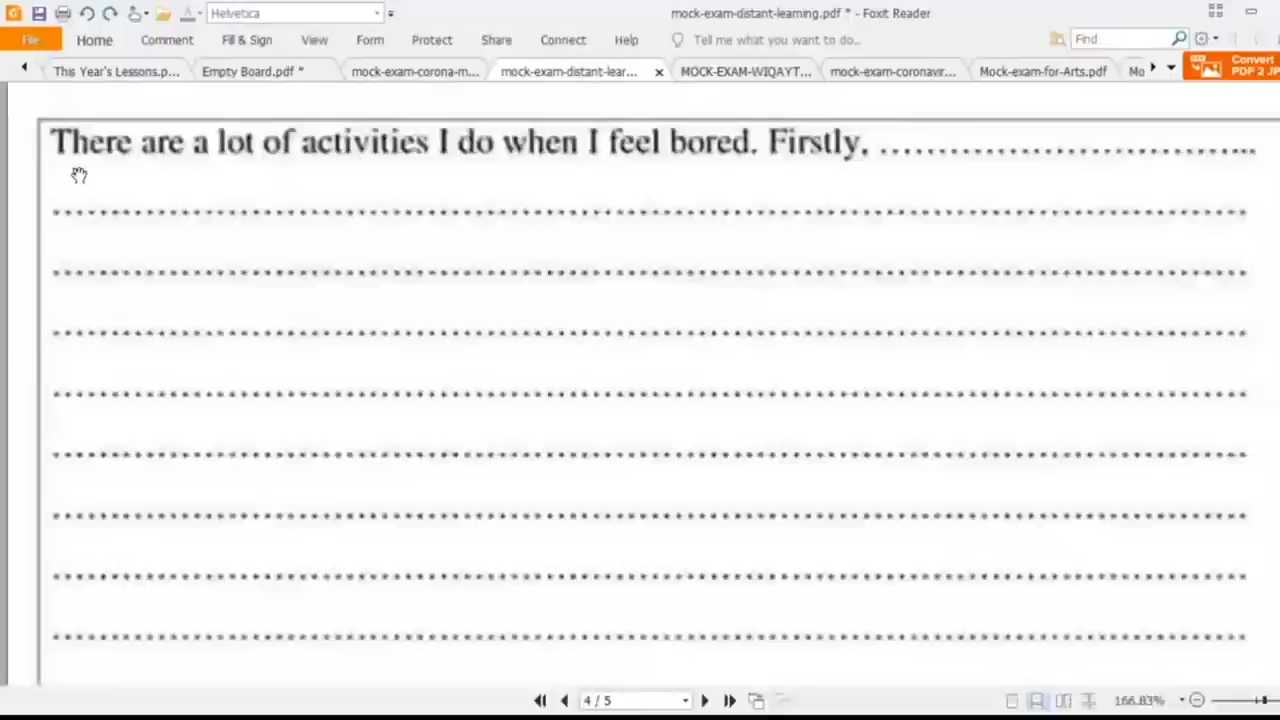 Helvetica
mock-exam-distant-learning.pdf * - Foxit Reader
File Home Comment Fill & Sign View Form Protect Share Connect Help Tell me what you want to do... Find
This Year's Lessons.p... Empty Board.pdf * mock-exam-corona-m... mock-exam-distant-lear... MOCK-EXAM-WIQAYT... mock-exam-coronavir... Mock-exam-for-Arts.pdf Mo
Convert
PDF 2 JP
There are a lot of activities I do when I feel bored. Firstly, ……………………………...
4 / 5
166.83%